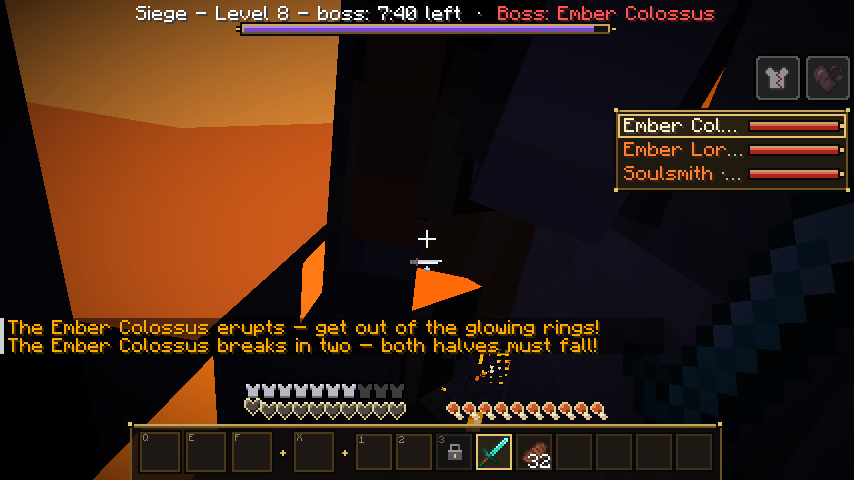 Siege – Level 8 – boss: 7:40 left · Boss: Ember Colossus
Ember Col...
Ember Lor...
Soulsmith ·...
The Ember Colossus erupts – get out of the glowing rings!
The Ember Colossus breaks in two – both halves must fall!
Q E F X 1 2 3
32